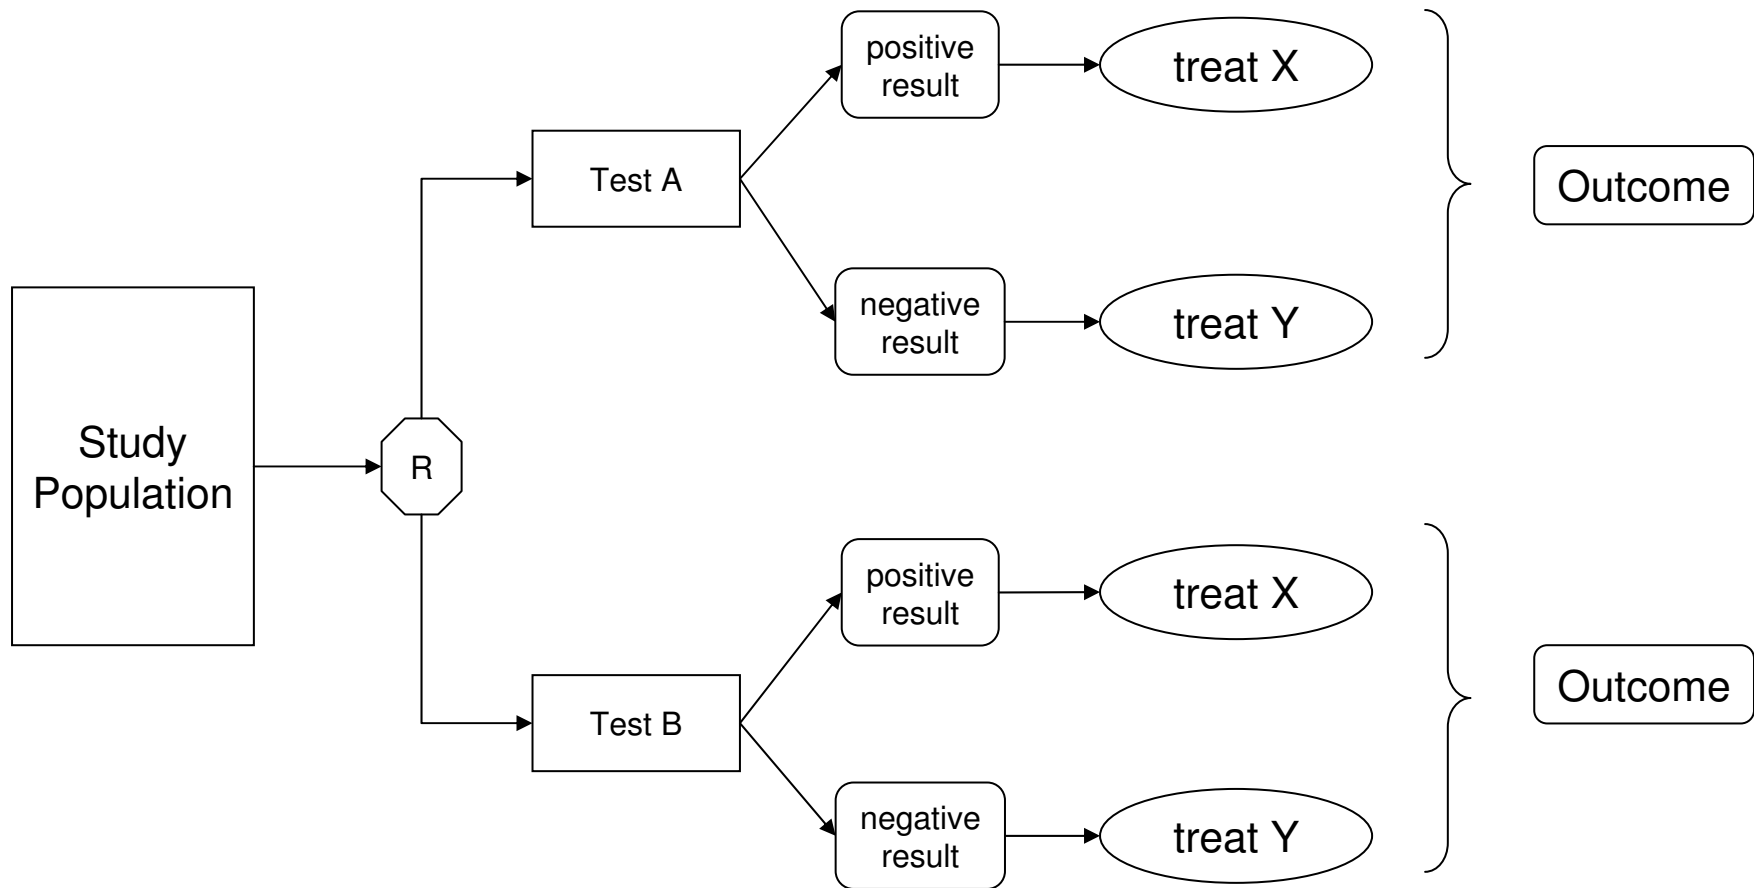 Study
Population
R
Test A
positive
result
treat X
negative
result
treat Y
Outcome
Test B
positive
result
treat X
negative
result
treat Y
Outcome